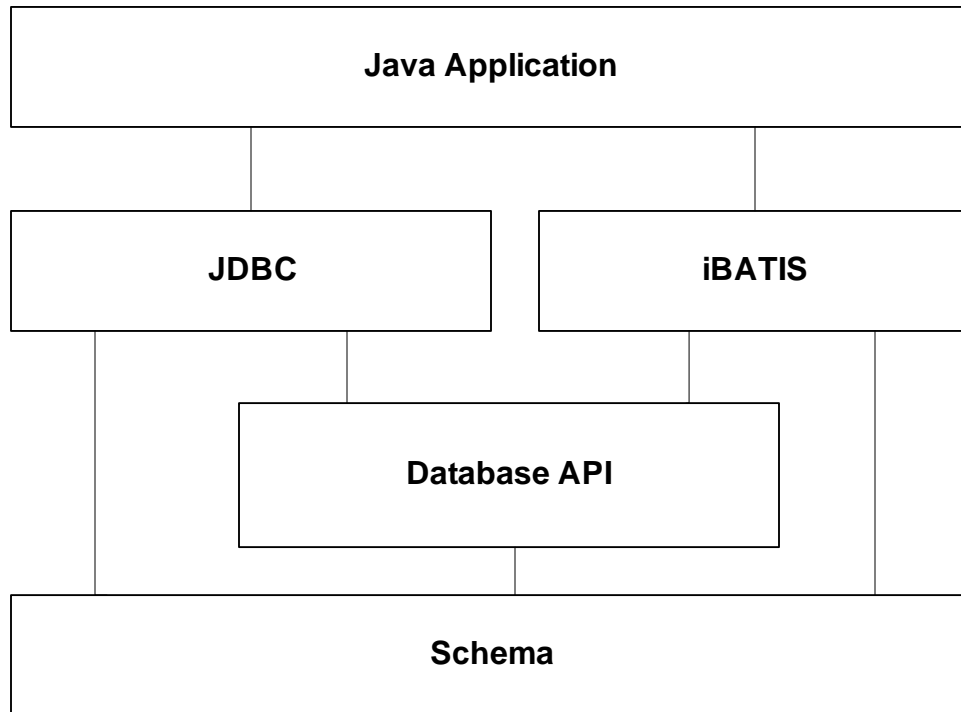 Java Application
JDBC
iBATIS
Database API
Schema